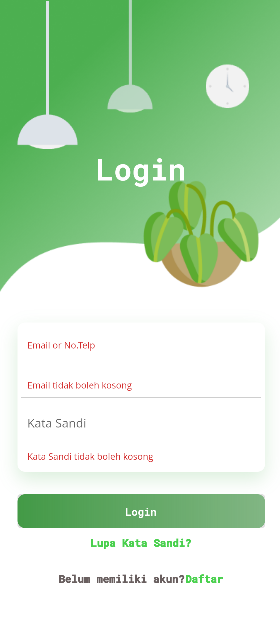 Login
Email or No.Telp
Email tidak boleh kosong
Kata Sandi
Kata Sandi tidak boleh kosong
Login
Lupa Kata Sandi?
Belum memiliki akun?Daftar